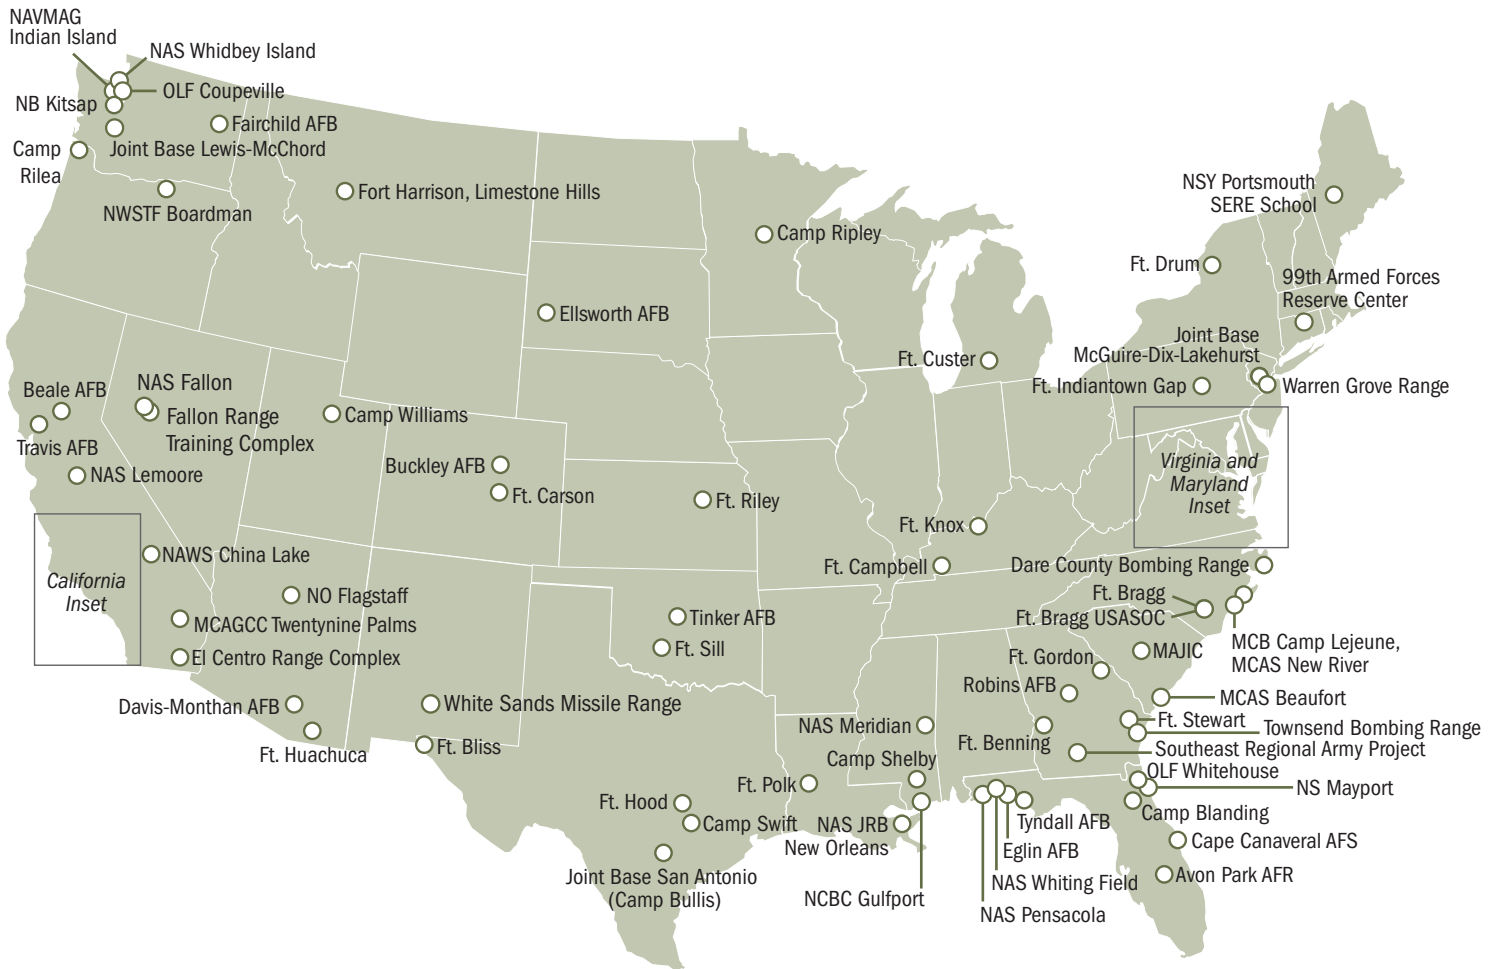 NAVMAG
Indian Island
NAS Whidbey Island
OLF Coupeville
NB Kitsap
Fairchild AFB
Joint Base Lewis-McChord
Camp
Rilea
NWSTF Boardman
Fort Harrison, Limestone Hills
Camp Ripley
NSY Portsmouth
SERE School
Ft. Drum
99th Armed Forces
Reserve Center
Ellsworth AFB
Joint Base
McGuire-Dix-Lakehurst
Ft. Custer
Ft. Indiantown Gap
Warren Grove Range
Beale AFB
NAS Fallon
Fallon Range
Training Complex
Camp Williams
Travis AFB
NAS Lemoore
Buckley AFB
Ft. Carson
Ft. Riley
Virginia and
Maryland
Inset
Ft. Knox
NAWS China Lake
Ft. Campbell
Dare County Bombing Range
California
Inset
NO Flagstaff
MCAGCC Twentynine Palms
Tinker AFB
Ft. Bragg
Ft. Bragg USASOC
El Centro Range Complex
Ft. Sill
MCB Camp Lejeune,
MCAS New River
MAJIC
Ft. Gordon
Robins AFB
Davis-Monthan AFB
White Sands Missile Range
MCAS Beaufort
Ft. Stewart
Townsend Bombing Range
NAS Meridian
Ft. Benning
Southeast Regional Army Project
Ft. Huachuca
Ft. Bliss
Camp Shelby
OLF Whitehouse
NS Mayport
Ft. Polk
Ft. Hood
Camp Swift
NAS JRB
New Orleans
Tyndall AFB
Camp Blanding
Cape Canaveral AFS
Eglin AFB
Joint Base San Antonio
(Camp Bullis)
NCBC Gulfport
NAS Whiting Field
Avon Park AFR
NAS Pensacola